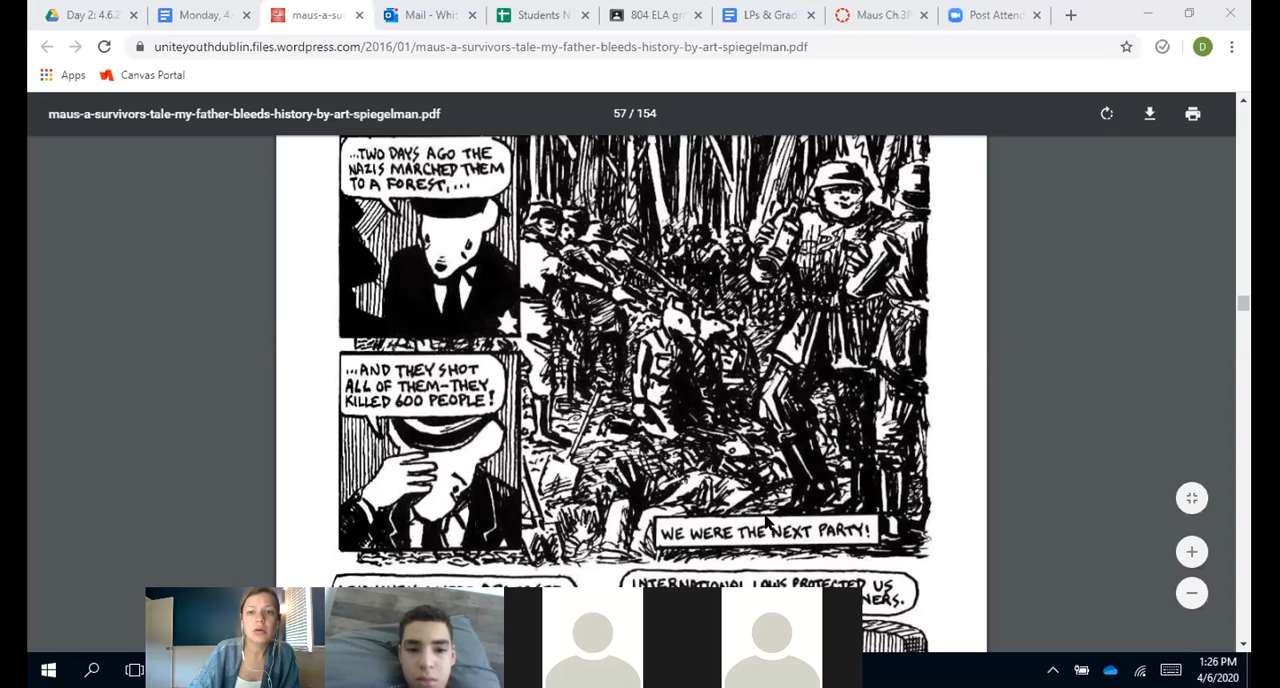 Day 2: 4.6.2
Monday, 4.
maus-a-sur
Mail - Whi
Students N
804 ELA gr
LPs & Grad
Maus Ch.3P
Post Attend
uniteyouthdublin.files.wordpress.com/2016/01/maus-a-survivors-tale-my-father-bleeds-history-by-art-spiegelman.pdf
D
Apps
Canvas Portal
maus-a-survivors-tale-my-father-bleeds-history-by-art-spiegelman.pdf
57 / 154
...TWO DAYS AGO THE
NAZIS MARCHED THEM
TO A FOREST,...
...AND THEY SHOT
ALL OF THEM-THEY
KILLED 600 PEOPLE!
WE WERE THE NEXT PARTY!
INTERNATIONAL LAWS PROTECTED US
1:26 PM
4/6/2020